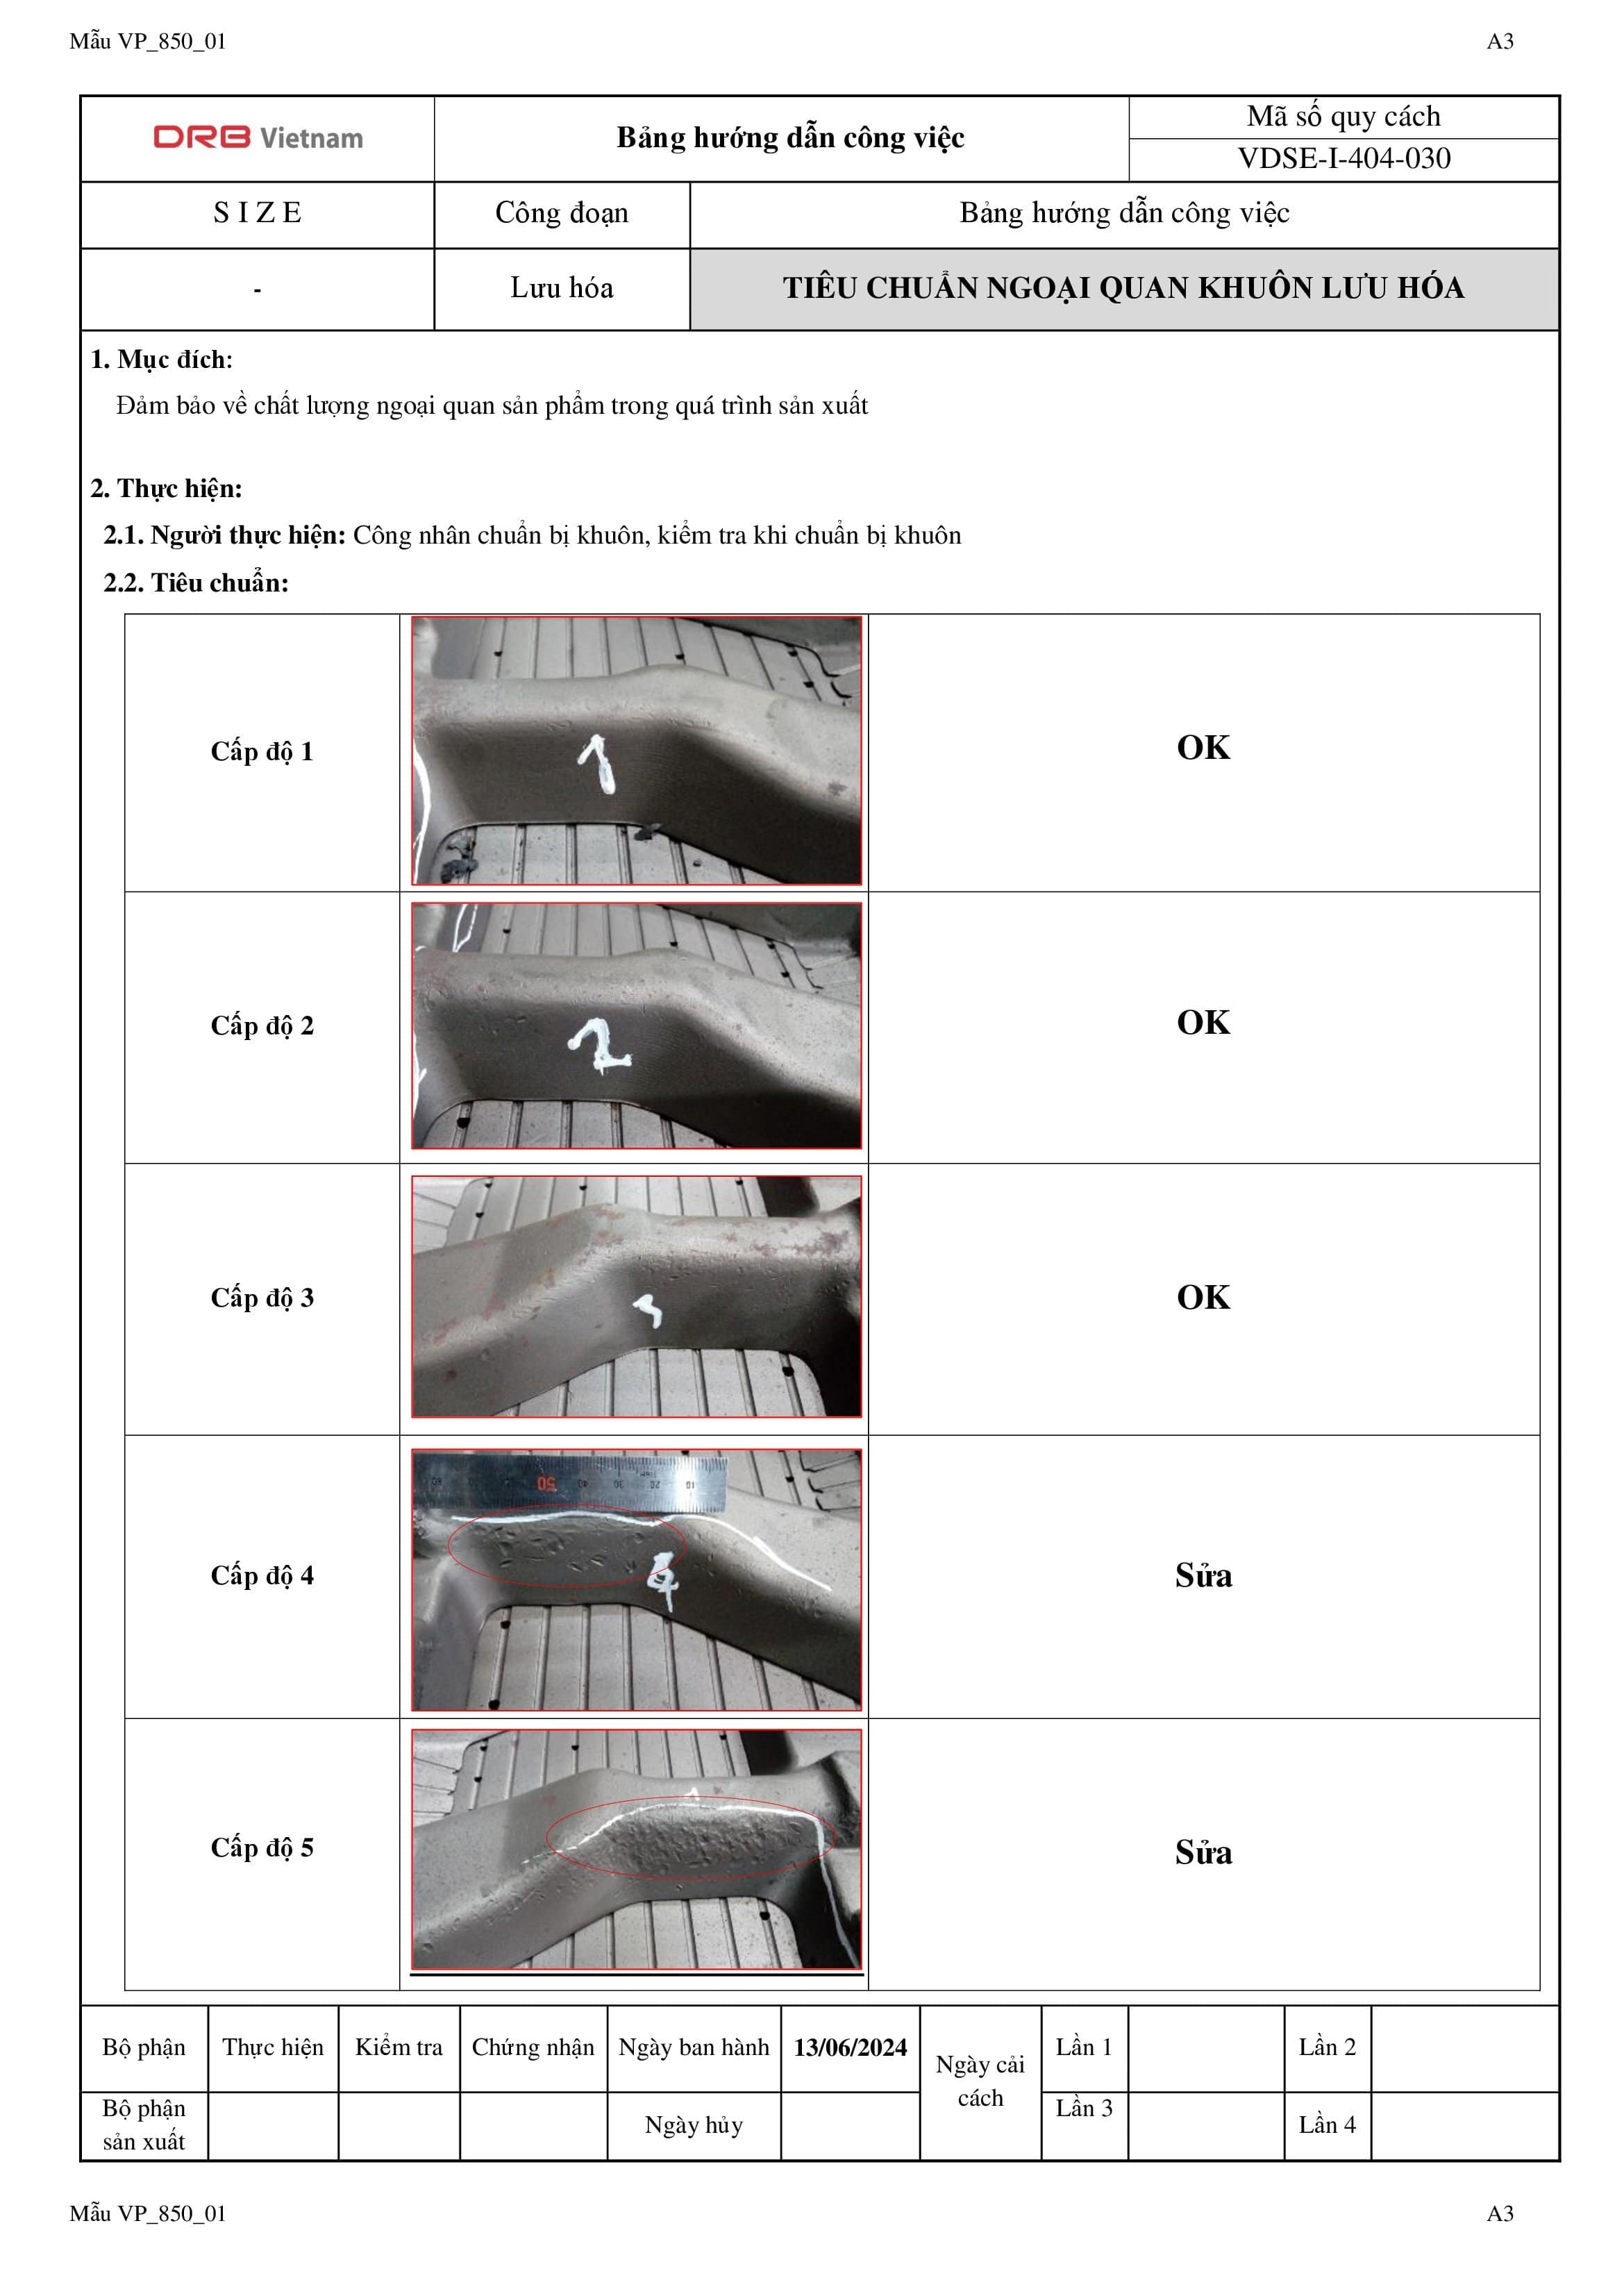 Mẫu VP_850_01 A3
DRB Vietnam
Bảng hướng dẫn công việc
Mã số quy cách
VDSE-I-404-030
S I Z E
Công đoạn
Bảng hướng dẫn công việc
-
Lưu hóa
TIÊU CHUẨN NGOẠI QUAN KHUÔN LƯU HÓA
1. Mục đích:
Đảm bảo về chất lượng ngoại quan sản phẩm trong quá trình sản xuất
2. Thực hiện:
2.1. Người thực hiện: Công nhân chuẩn bị khuôn, kiểm tra khi chuẩn bị khuôn
2.2. Tiêu chuẩn:
Cấp độ 1
1
OK
Cấp độ 2
2
OK
Cấp độ 3
3
OK
Cấp độ 4
50 40 30 20 10
4
Sửa
Cấp độ 5
Sửa
Bộ phận
Thực hiện
Kiểm tra
Chứng nhận
Ngày ban hành
13/06/2024
Ngày cải
cách
Lần 1
Lần 2
Bộ phận
sản xuất
Ngày hủy
Lần 3
Lần 4
Mẫu VP_850_01 A3